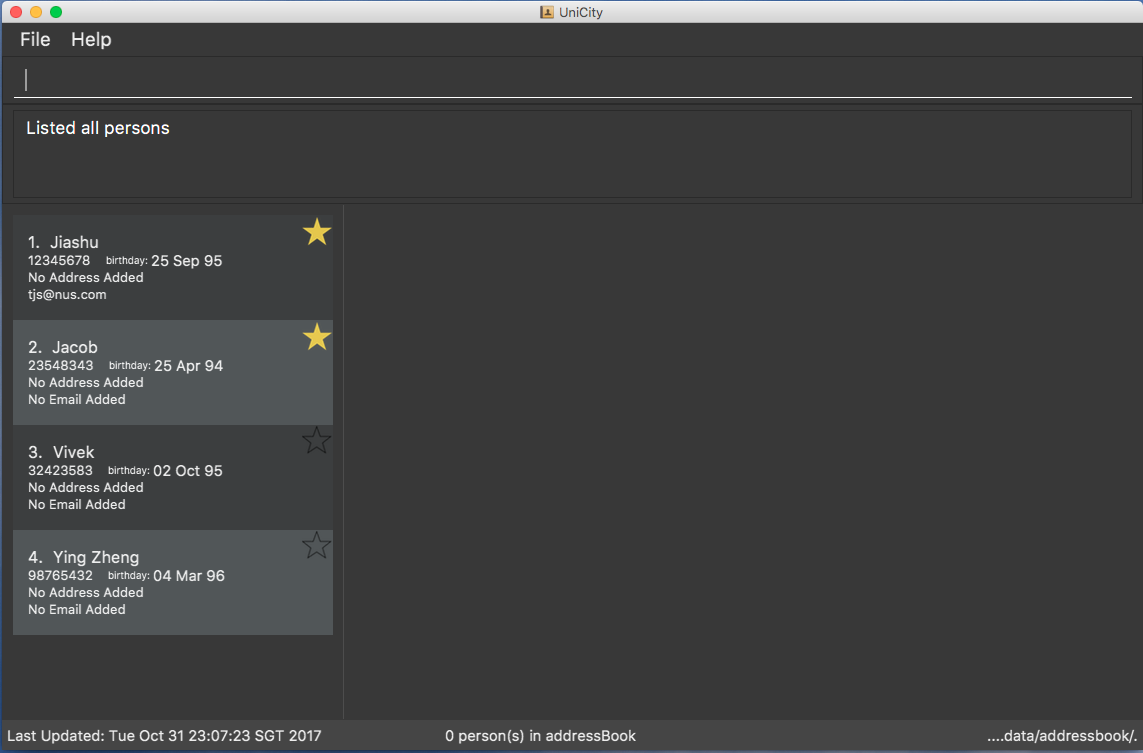 UniCity
File Help
Listed all persons
1. Jiashu
12345678 birthday: 25 Sep 95
No Address Added
tjs@nus.com
2. Jacob
23548343 birthday: 25 Apr 94
No Address Added
No Email Added
3. Vivek
32423583 birthday: 02 Oct 95
No Address Added
No Email Added
4. Ying Zheng
98765432 birthday: 04 Mar 96
No Address Added
No Email Added
Last Updated: Tue Oct 31 23:07:23 SGT 2017 0 person(s) in addressBook ....data/addressbook/.